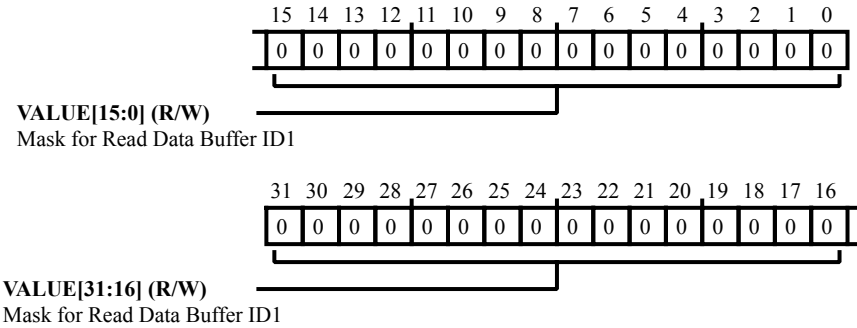 15 14 13 12 11 10 9 8 7 6 5 4 3 2 1 0
0 0 0 0 0 0 0 0 0 0 0 0 0 0 0 0
VALUE[15:0] (R/W)
Mask for Read Data Buffer ID1
31 30 29 28 27 26 25 24 23 22 21 20 19 18 17 16
0 0 0 0 0 0 0 0 0 0 0 0 0 0 0 0
VALUE[31:16] (R/W)
Mask for Read Data Buffer ID1